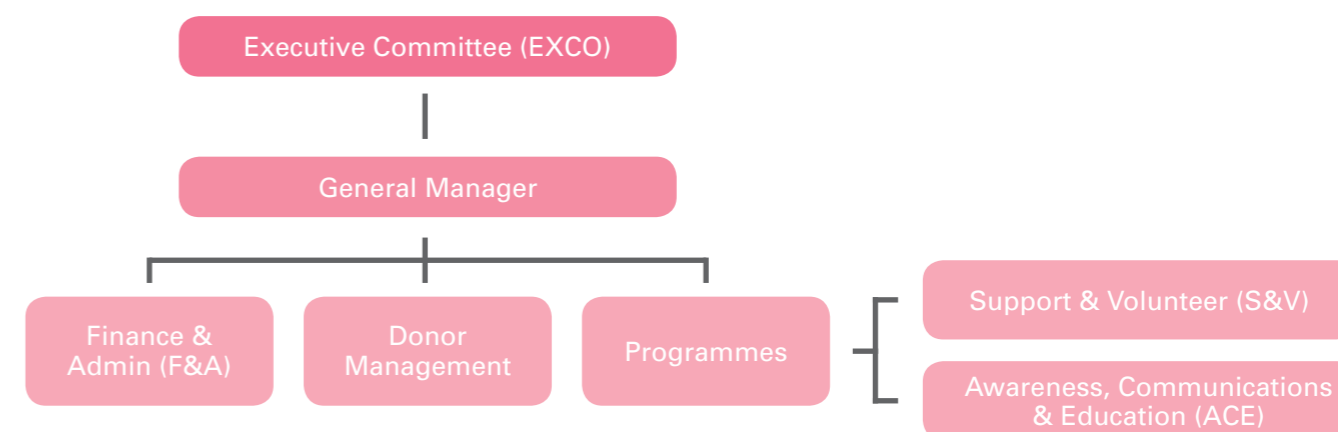 Executive Committee (EXCO)
General Manager
Finance &
Admin (F&A)
Donor
Management
Programmes
Support & Volunteer (S&V)
Awareness, Communications
& Education (ACE)